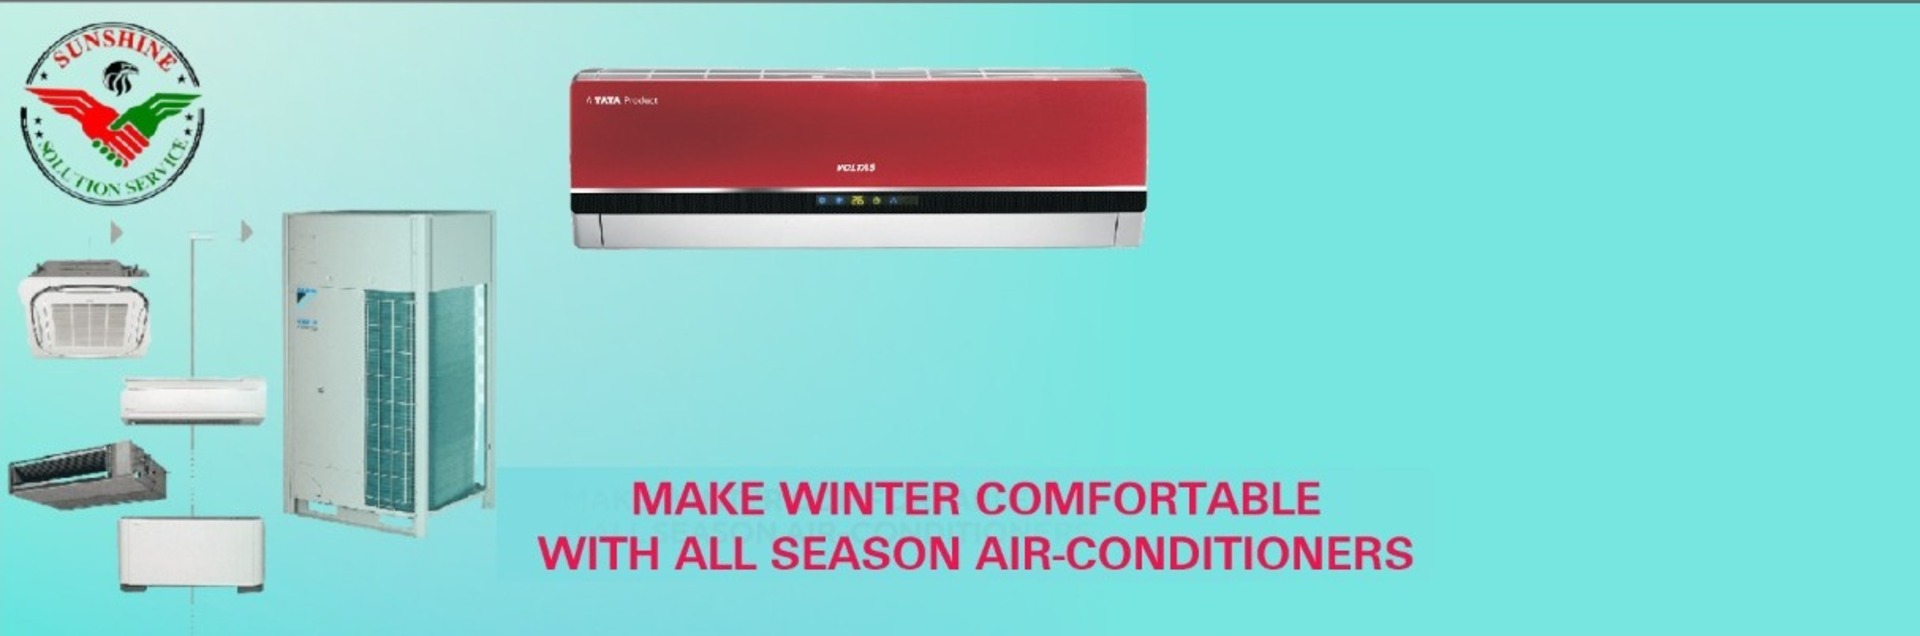 SUNSHINE
SOLUTION SERVICE
A TATA Product
VOLTAS
26
MAKE WINTER COMFORTABLE
WITH ALL SEASON AIR-CONDITIONERS